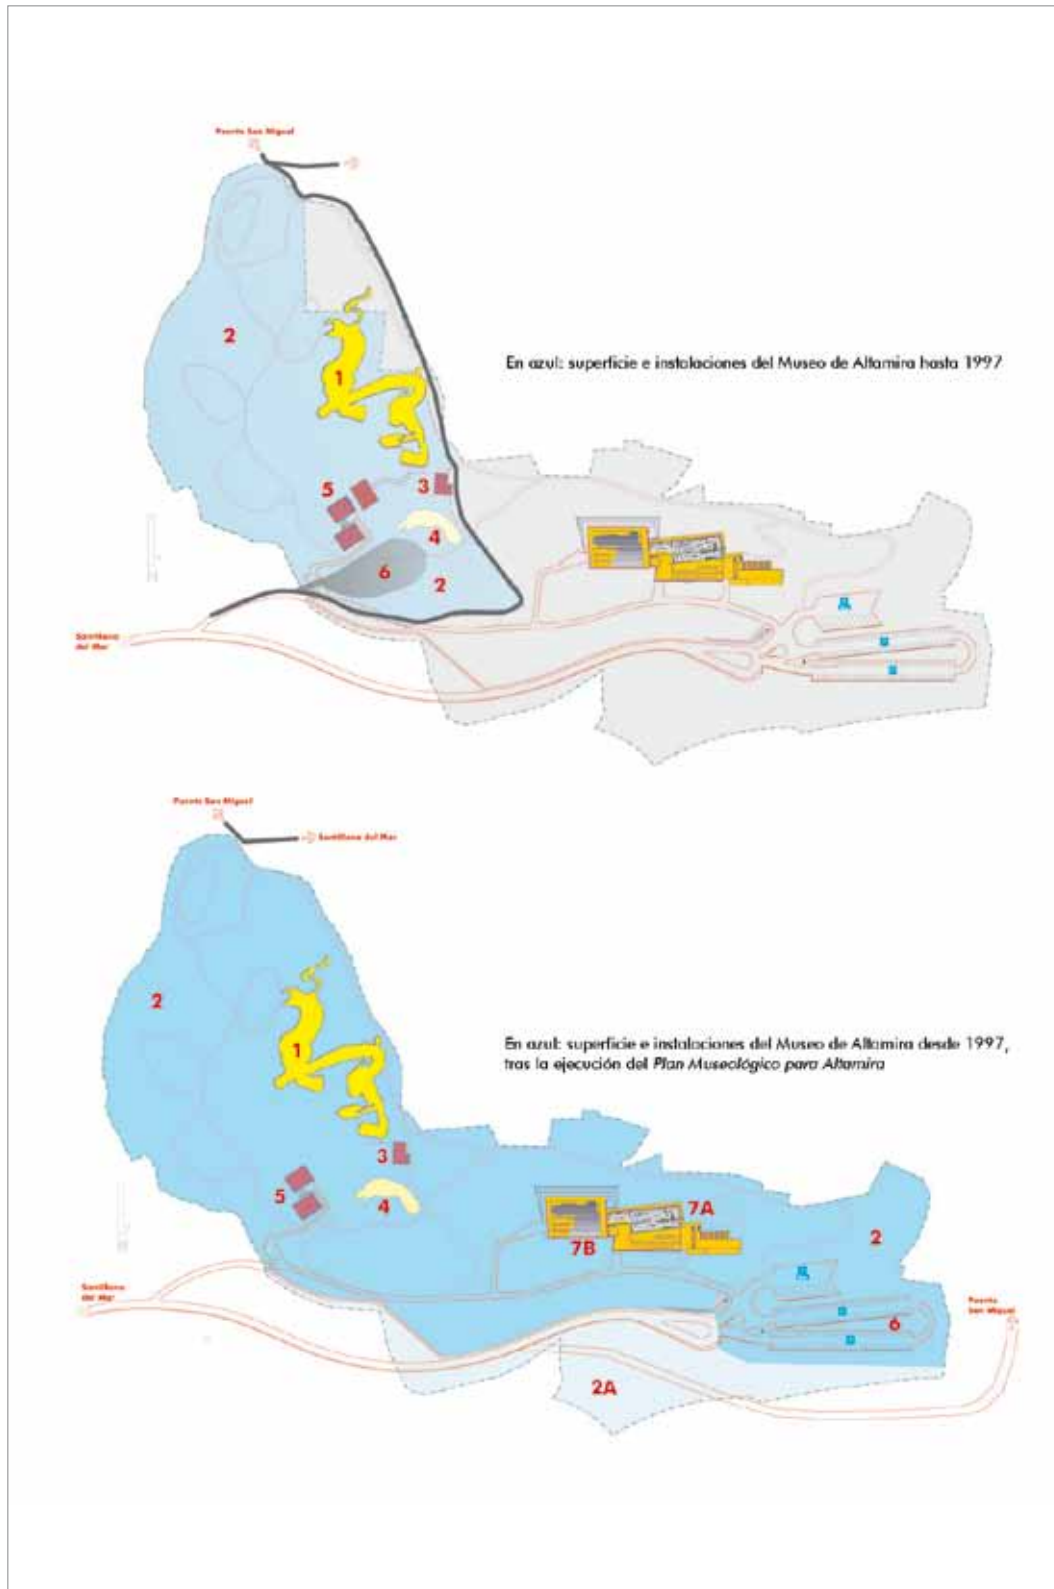 Puente San Miguel
2
1
En azul: superficie e instalaciones del Museo de Altamira hasta 1997
5
3
4
6
2
Santillana
del Mar
Puente San Miguel
Santillana del Mar
2
1
En azul: superficie e instalaciones del Museo de Altamira desde 1997,
tras la ejecución del Plan Museológico para Altamira
3
5
4
7A
7B
2
Santillana
del Mar
Puente
San Miguel
6
2A